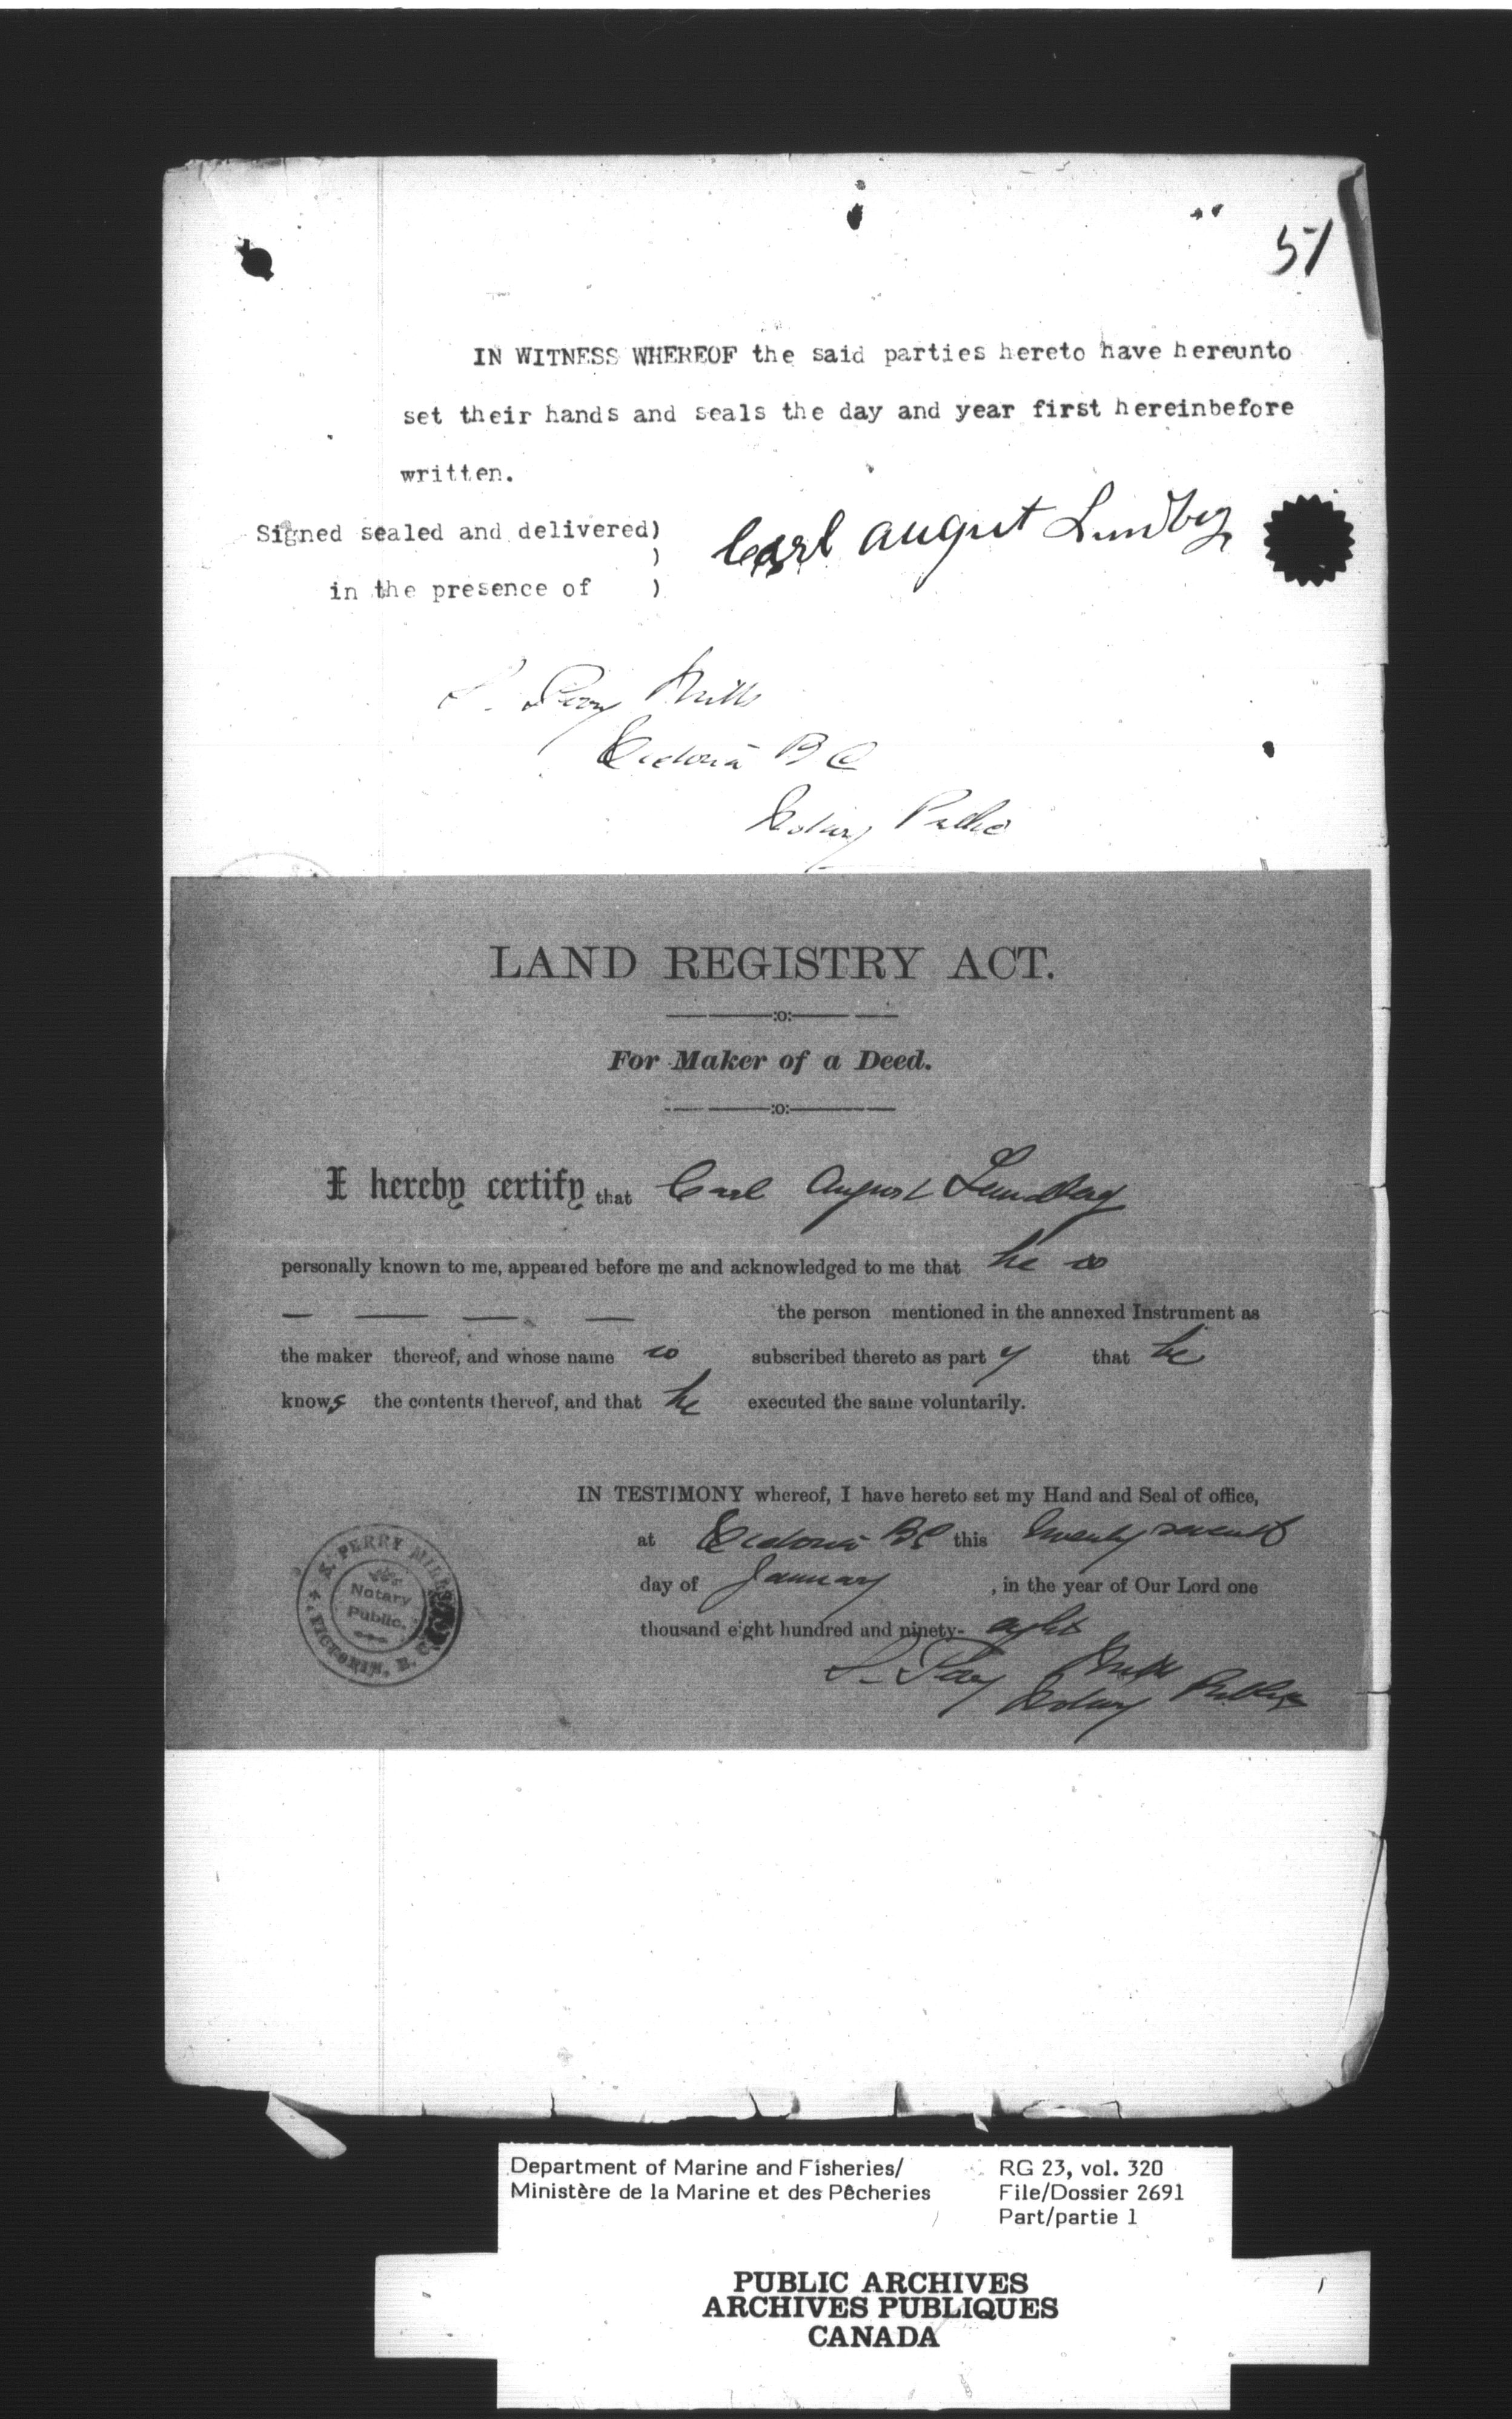 51
IN WITNESS WHEREOF the said parties hereto have hereunto
set their hands and seals the day and year first hereinbefore
written.
Signed sealed and delivered)
)
in the presence of )
Carl August Lundberg
S. Perry Mills
Victoria B C
Notary Public
LAND REGISTRY ACT.
:o:
For Maker of a Deed.
:o:
I hereby certify that Carl August Lundberg
personally known to me, appeared before me and acknowledged to me that he is
— — — — the person mentioned in the annexed Instrument as
the maker thereof, and whose name is subscribed thereto as part y that he
knows the contents thereof, and that he executed the same voluntarily.
IN TESTIMONY whereof, I have hereto set my Hand and Seal of office,
at Victoria BC this twenty seventh
day of January , in the year of Our Lord one
thousand eight hundred and ninety- eight
S. Perry Mills
Notary Public
S. PERRY MILLS
Notary
Public.
VICTORIA, B. C.
Department of Marine and Fisheries/
Ministère de la Marine et des Pêcheries
RG 23, vol. 320
File/Dossier 2691
Part/partie 1
PUBLIC ARCHIVES
ARCHIVES PUBLIQUES
CANADA